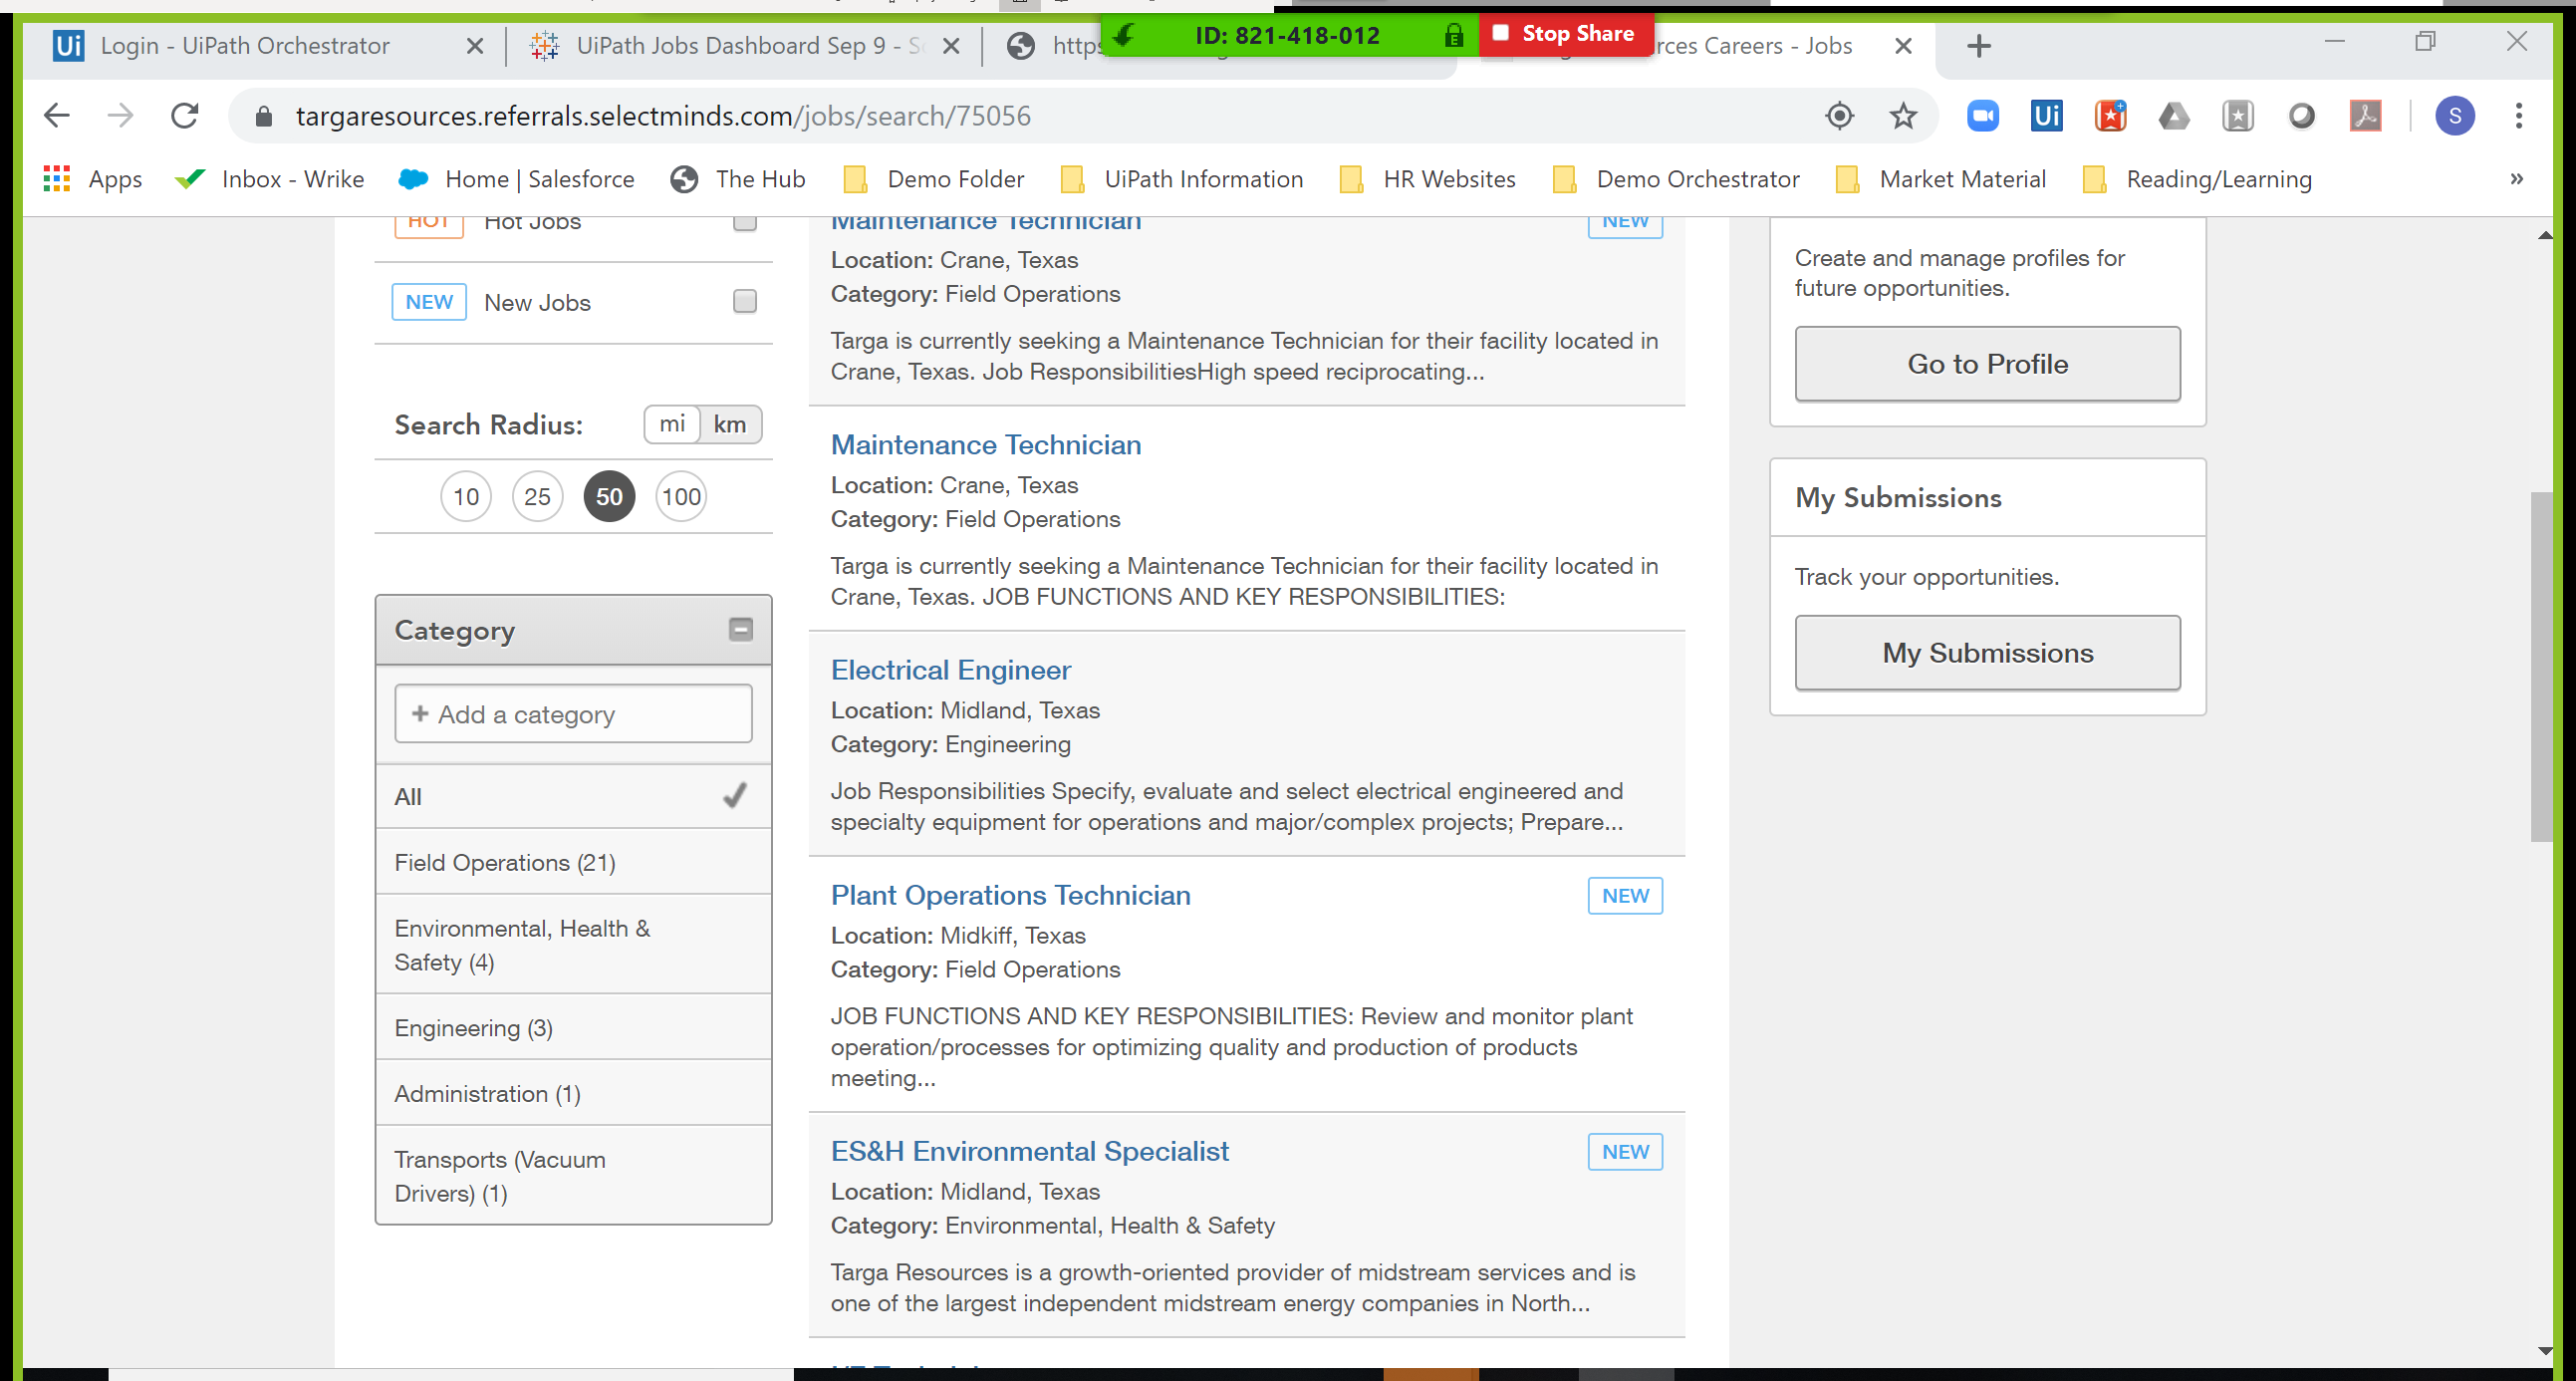 Login - UiPath Orchestrator
UiPath Jobs Dashboard Sep 9 - S
https
ID: 821-418-012
Stop Share
rces Careers - Jobs
targaresources.referrals.selectminds.com/jobs/search/75056
Ui
S
Apps
Inbox - Wrike
Home | Salesforce
The Hub
Demo Folder
UiPath Information
HR Websites
Demo Orchestrator
Market Material
Reading/Learning
»
HOT Hot Jobs
NEW New Jobs
Search Radius: mi km
10 25 50 100
Category
+ Add a category
All
Field Operations (21)
Environmental, Health &
Safety (4)
Engineering (3)
Administration (1)
Transports (Vacuum
Drivers) (1)
Maintenance Technician NEW
Location: Crane, Texas
Category: Field Operations
Targa is currently seeking a Maintenance Technician for their facility located in
Crane, Texas. Job ResponsibilitiesHigh speed reciprocating...
Maintenance Technician
Location: Crane, Texas
Category: Field Operations
Targa is currently seeking a Maintenance Technician for their facility located in
Crane, Texas. JOB FUNCTIONS AND KEY RESPONSIBILITIES:
Electrical Engineer
Location: Midland, Texas
Category: Engineering
Job Responsibilities Specify, evaluate and select electrical engineered and
specialty equipment for operations and major/complex projects; Prepare...
Plant Operations Technician NEW
Location: Midkiff, Texas
Category: Field Operations
JOB FUNCTIONS AND KEY RESPONSIBILITIES: Review and monitor plant
operation/processes for optimizing quality and production of products
meeting...
ES&H Environmental Specialist NEW
Location: Midland, Texas
Category: Environmental, Health & Safety
Targa Resources is a growth-oriented provider of midstream services and is
one of the largest independent midstream energy companies in North...
Create and manage profiles for
future opportunities.
Go to Profile
My Submissions
Track your opportunities.
My Submissions